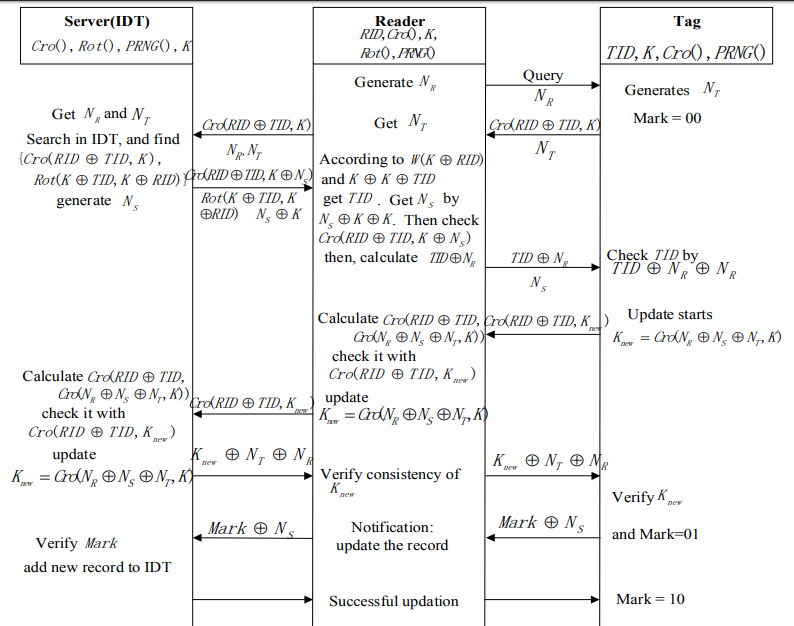 Server(IDT)
Cro(), Rot(), PRNG(), K
Reader
RID, Cro(), K,
Rot(), PRNG()
Tag
TID, K, Cro(), PRNG()
Generate N_R
Query
N_R
Generates N_T
Mark = 00
Get N_R and N_T
Search in IDT, and find
{Cro(RID ⊕ TID, K),
Rot(K ⊕ TID, K ⊕ RID)}
generate N_S
Cro(RID ⊕ TID, K)
N_R, N_T
Get N_T
Cro(RID ⊕ TID, K)
N_T
Cro(RID ⊕ TID, K ⊕ N_S)
Rot(K ⊕ TID, K
⊕RID) N_S ⊕ K
According to W(K ⊕ RID)
and K ⊕ K ⊕ TID
get TID. Get N_S by
N_S ⊕ K ⊕ K. Then check
Cro(RID ⊕ TID, K ⊕ N_S)
then, calculate TID ⊕ N_R
TID ⊕ N_R
N_S
Check TID by
TID ⊕ N_R ⊕ N_R
Update starts
K_new = Cro(N_R ⊕ N_S ⊕ N_T, K)
Cro(RID ⊕ TID, K_new)
Calculate Cro(RID ⊕ TID,
Cro(N_R ⊕ N_S ⊕ N_T, K))
check it with
Cro(RID ⊕ TID, K_new)
update
K_new = Cro(N_R ⊕ N_S ⊕ N_T, K)
Cro(RID ⊕ TID, K_new)
Calculate Cro(RID ⊕ TID,
Cro(N_R ⊕ N_S ⊕ N_T, K))
check it with
Cro(RID ⊕ TID, K_new)
update
K_new = Cro(N_R ⊕ N_S ⊕ N_T, K)
K_new ⊕ N_T ⊕ N_R
Verify consistency of
K_new
K_new ⊕ N_T ⊕ N_R
Verify K_new
and Mark=01
Mark ⊕ N_S
Notification:
update the record
Mark ⊕ N_S
Verify Mark
add new record to IDT
Successful updation
Mark = 10